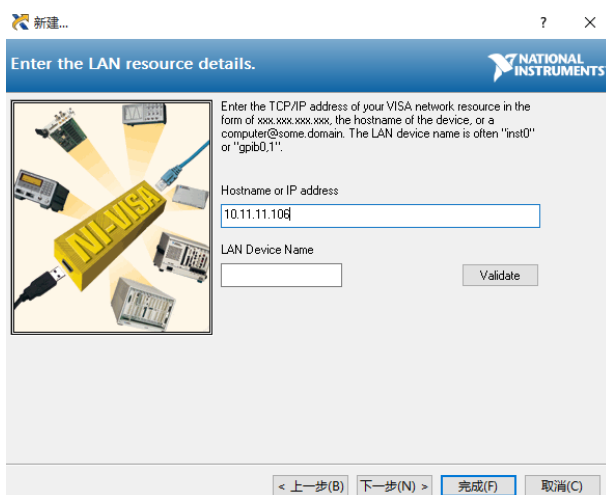 新建...
Enter the LAN resource details.
NATIONAL
INSTRUMENTS
Enter the TCP/IP address of your VISA network resource in the
form of xxx.xxx.xxx.xxx, the hostname of the device, or a
computer@some.domain. The LAN device name is often "inst0"
or "gpib0,1".
Hostname or IP address
10.11.11.106
LAN Device Name
Validate
NI-VISA
< 上一步(B)
下一步(N) >
完成(F)
取消(C)